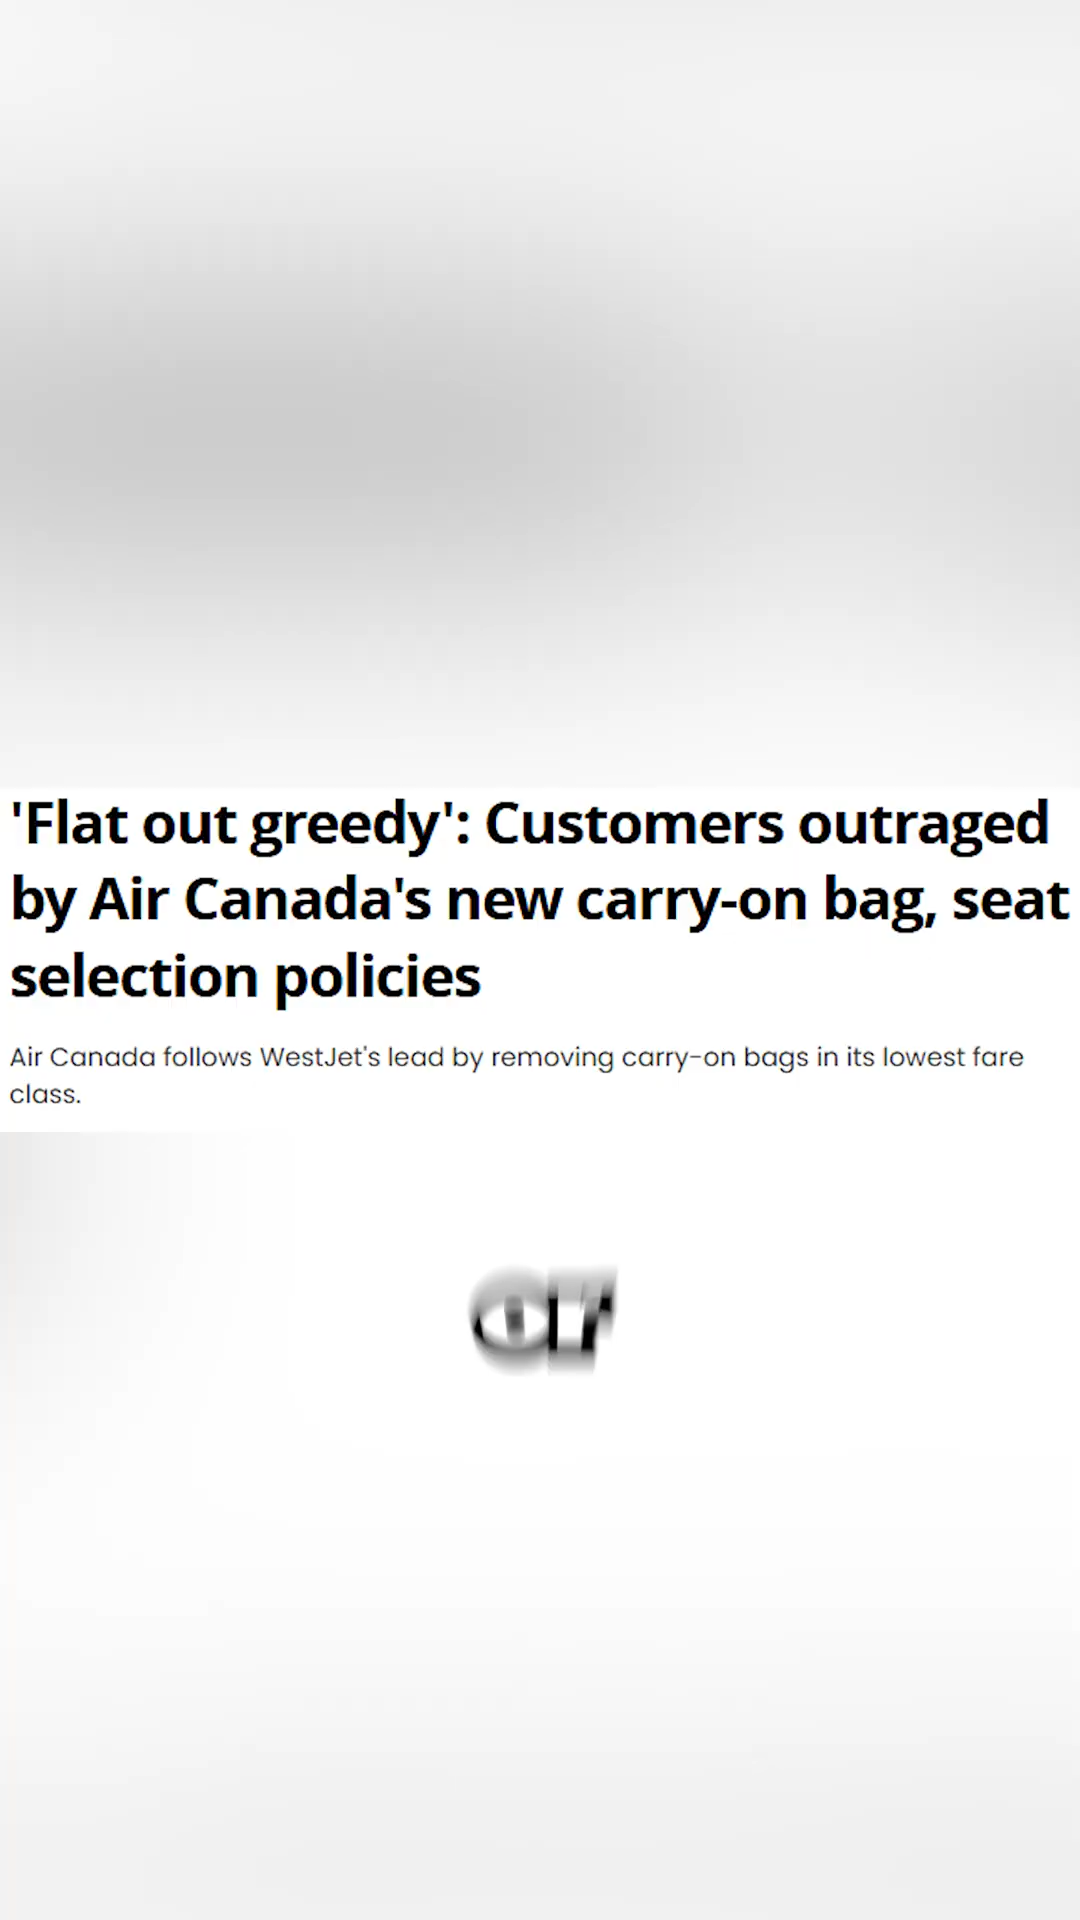 'Flat out greedy': Customers outraged
by Air Canada's new carry-on bag, seat
selection policies
Air Canada follows WestJet's lead by removing carry-on bags in its lowest fare
class.